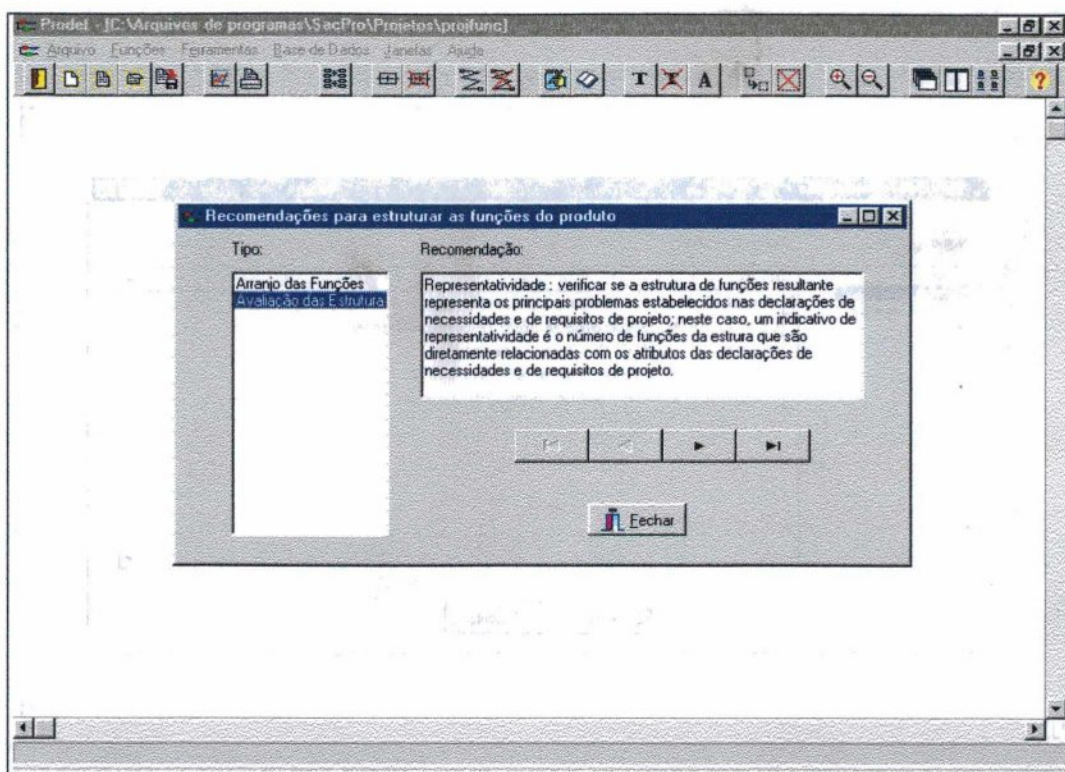 Prodef - [C:\Arquivos de programas\SacPro\Projetos\projfunc]
Arquivo Funções Ferramentas Base de Dados Janelas Ajuda
T T A
?
Recomendações para estruturar as funções do produto
Tipo:
Arranjo das Funções
Avaliação das Estrutura
Recomendação:
Representatividade : verificar se a estrutura de funções resultante
representa os principais problemas estabelecidos nas declarações de
necessidades e de requisitos de projeto; neste caso, um indicativo de
representatividade é o número de funções da estrura que são
diretamente relacionadas com os atributos das declarações de
necessidades e de requisitos de projeto.
Fechar